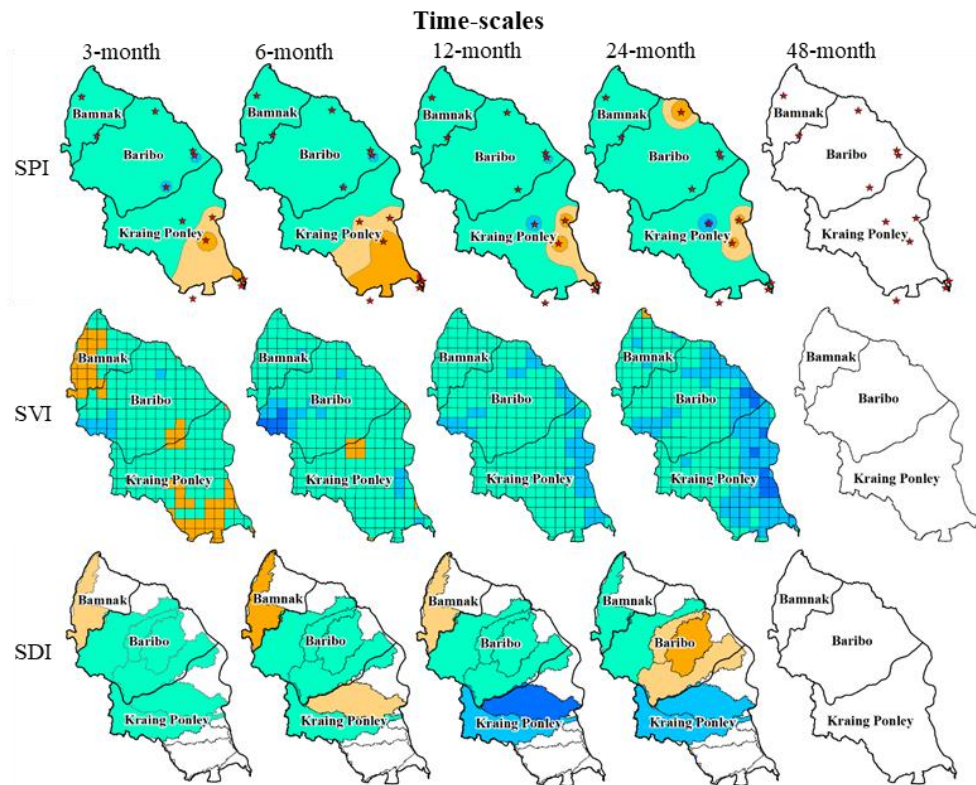 Time-scales
3-month 6-month 12-month 24-month 48-month
SPI
Bamnak Bamnak Bamnak Bamnak Bamnak
Baribo Baribo Baribo Baribo Baribo
Kraing Ponley Kraing Ponley Kraing Ponley Kraing Ponley Kraing Ponley
SVI
Bamnak Bamnak Bamnak Bamnak Bamnak
Baribo Baribo Baribo Baribo Baribo
Kraing Ponley Kraing Ponley Kraing Ponley Kraing Ponley Kraing Ponley
SDI
Bamnak Bamnak Bamnak Bamnak Bamnak
Baribo Baribo Baribo Baribo Baribo
Kraing Ponley Kraing Ponley Kraing Ponley Kraing Ponley Kraing Ponley